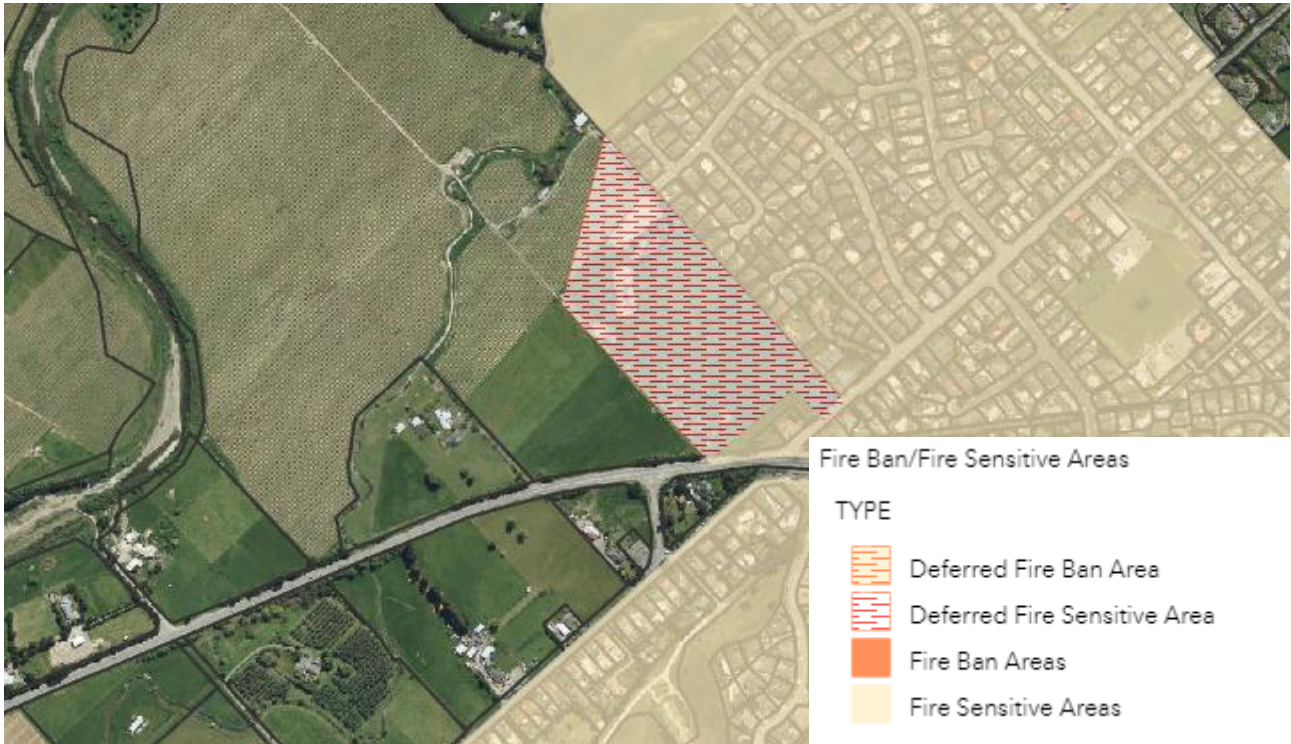 Fire Ban/Fire Sensitive Areas
TYPE
Deferred Fire Ban Area
Deferred Fire Sensitive Area
Fire Ban Areas
Fire Sensitive Areas